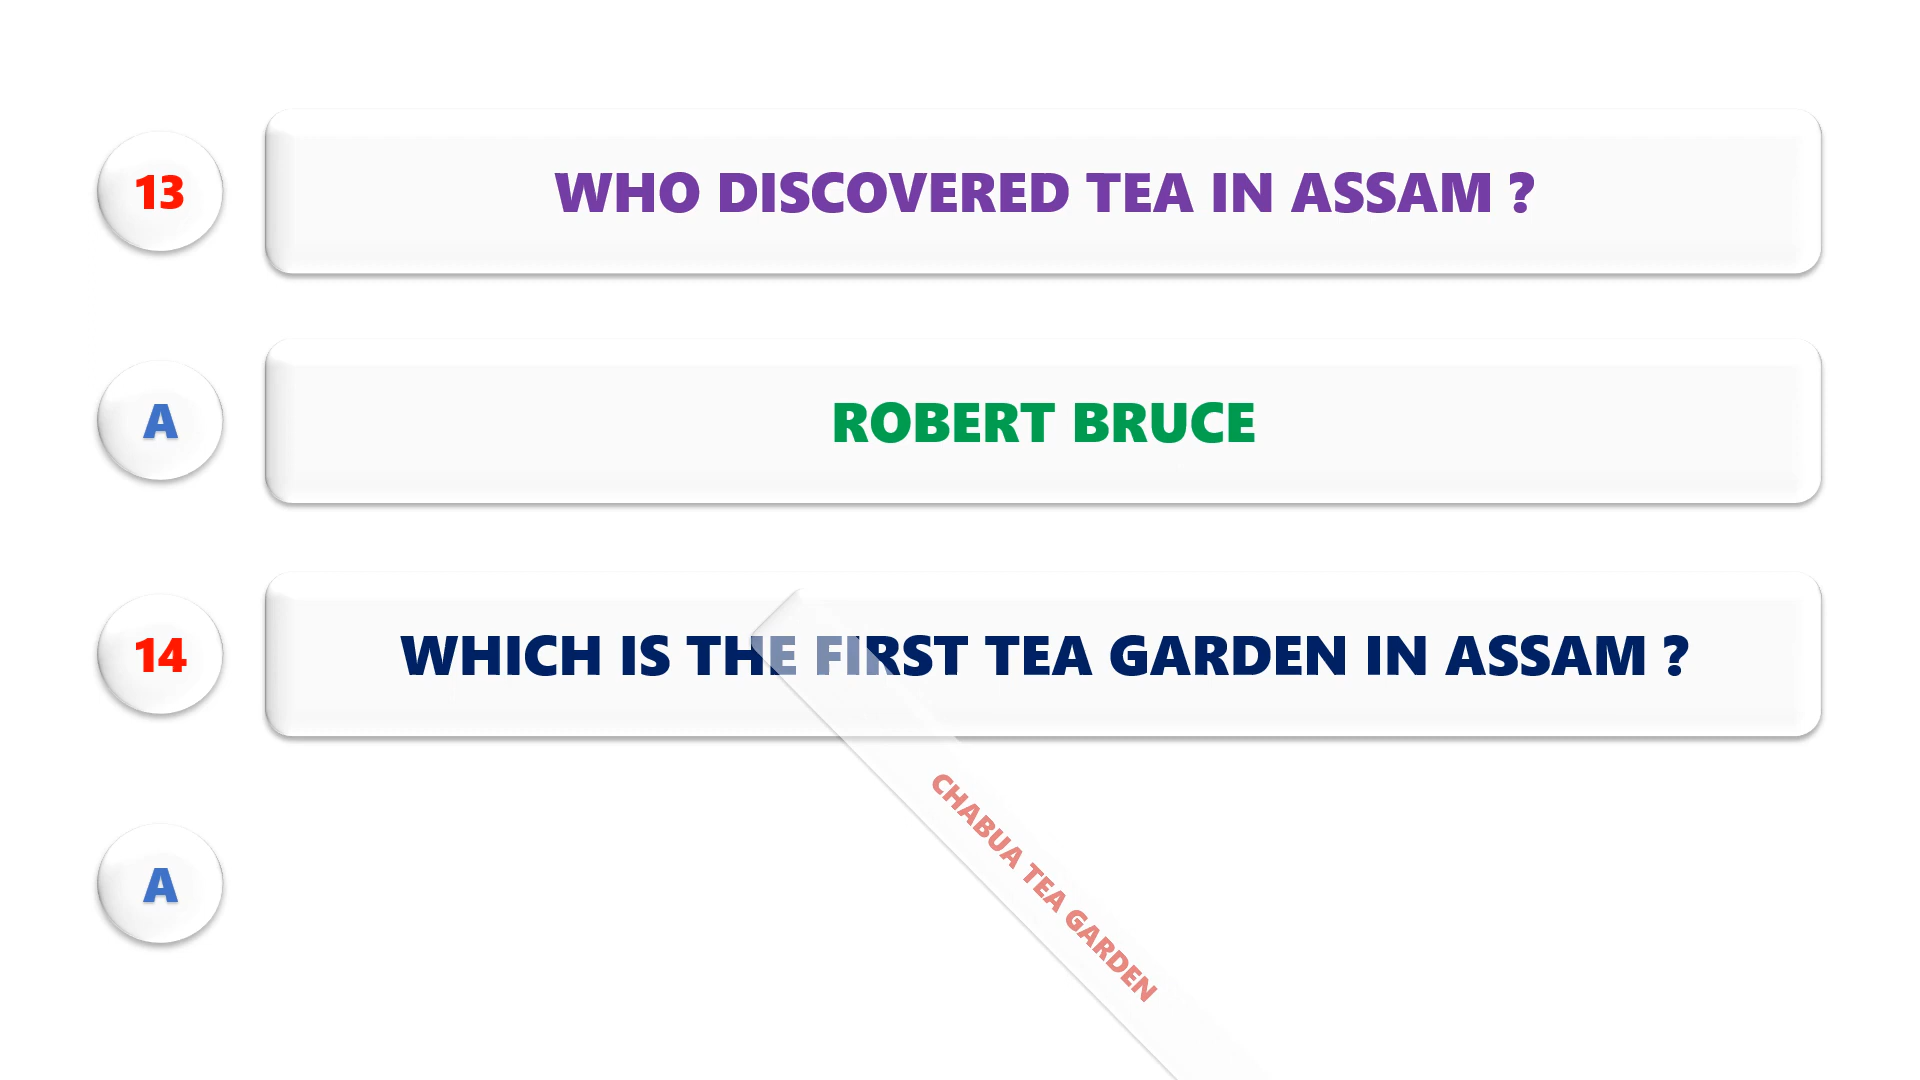 13
WHO DISCOVERED TEA IN ASSAM ?
A
ROBERT BRUCE
14
WHICH IS THE FIRST TEA GARDEN IN ASSAM ?
A
CHABUA TEA GARDEN